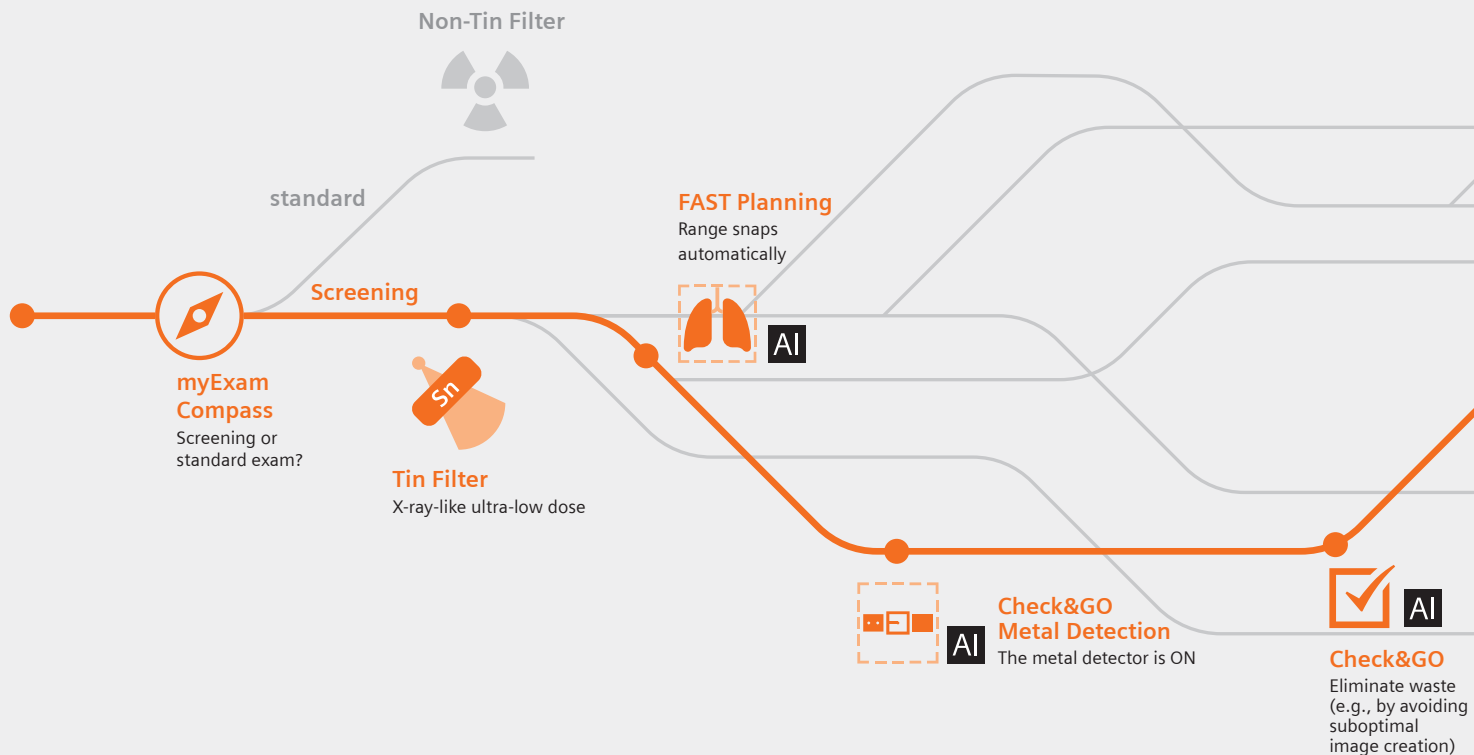 Non-Tin Filter
standard
Screening
myExam
Compass
Screening or
standard exam?
Sn
Tin Filter
X-ray-like ultra-low dose
FAST Planning
Range snaps
automatically
AI
AI
Check&GO
Metal Detection
The metal detector is ON
AI
Check&GO
Eliminate waste
(e.g., by avoiding
suboptimal
image creation)